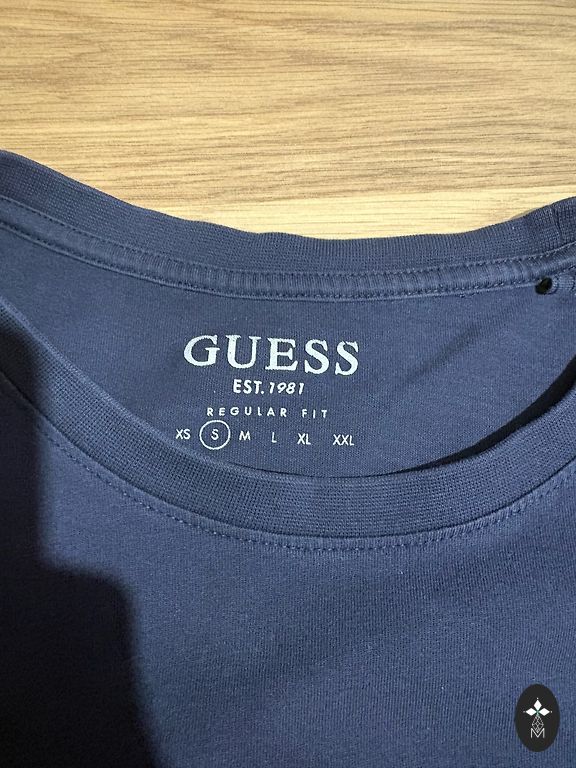 GUESS
EST. 1981
REGULAR FIT
XS S M L XL XXL
M